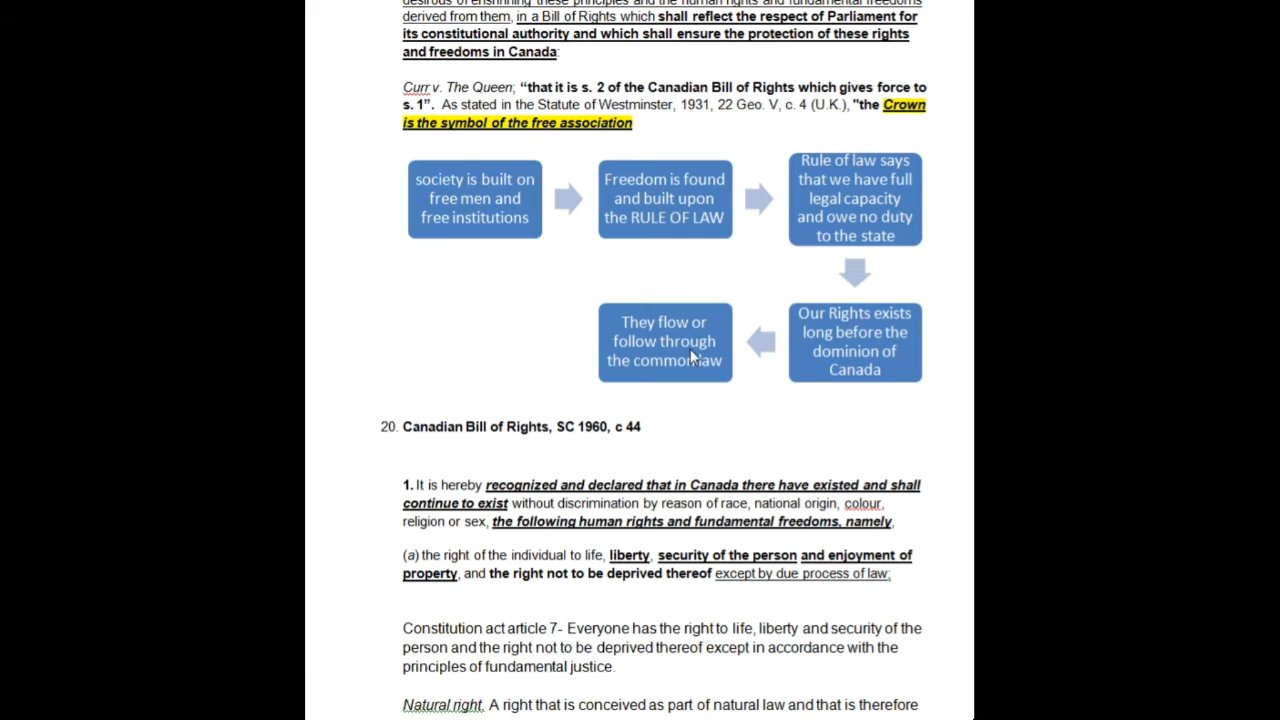 desirous of enshrining these principles and the human rights and fundamental freedoms
derived from them, in a Bill of Rights which shall reflect the respect of Parliament for
its constitutional authority and which shall ensure the protection of these rights
and freedoms in Canada:
Curr v. The Queen; “that it is s. 2 of the Canadian Bill of Rights which gives force to
s. 1”. As stated in the Statute of Westminster, 1931, 22 Geo. V, c. 4 (U.K.), "the Crown
is the symbol of the free association
society is built on
free men and
free institutions
Freedom is found
and built upon
the RULE OF LAW
Rule of law says
that we have full
legal capacity
and owe no duty
to the state
Our Rights exists
long before the
dominion of
Canada
They flow or
follow through
the common law
20. Canadian Bill of Rights, SC 1960, c 44
1. It is hereby recognized and declared that in Canada there have existed and shall
continue to exist without discrimination by reason of race, national origin, colour,
religion or sex, the following human rights and fundamental freedoms, namely,
(a) the right of the individual to life, liberty, security of the person and enjoyment of
property, and the right not to be deprived thereof except by due process of law;
Constitution act article 7- Everyone has the right to life, liberty and security of the
person and the right not to be deprived thereof except in accordance with the
principles of fundamental justice.
Natural right. A right that is conceived as part of natural law and that is therefore